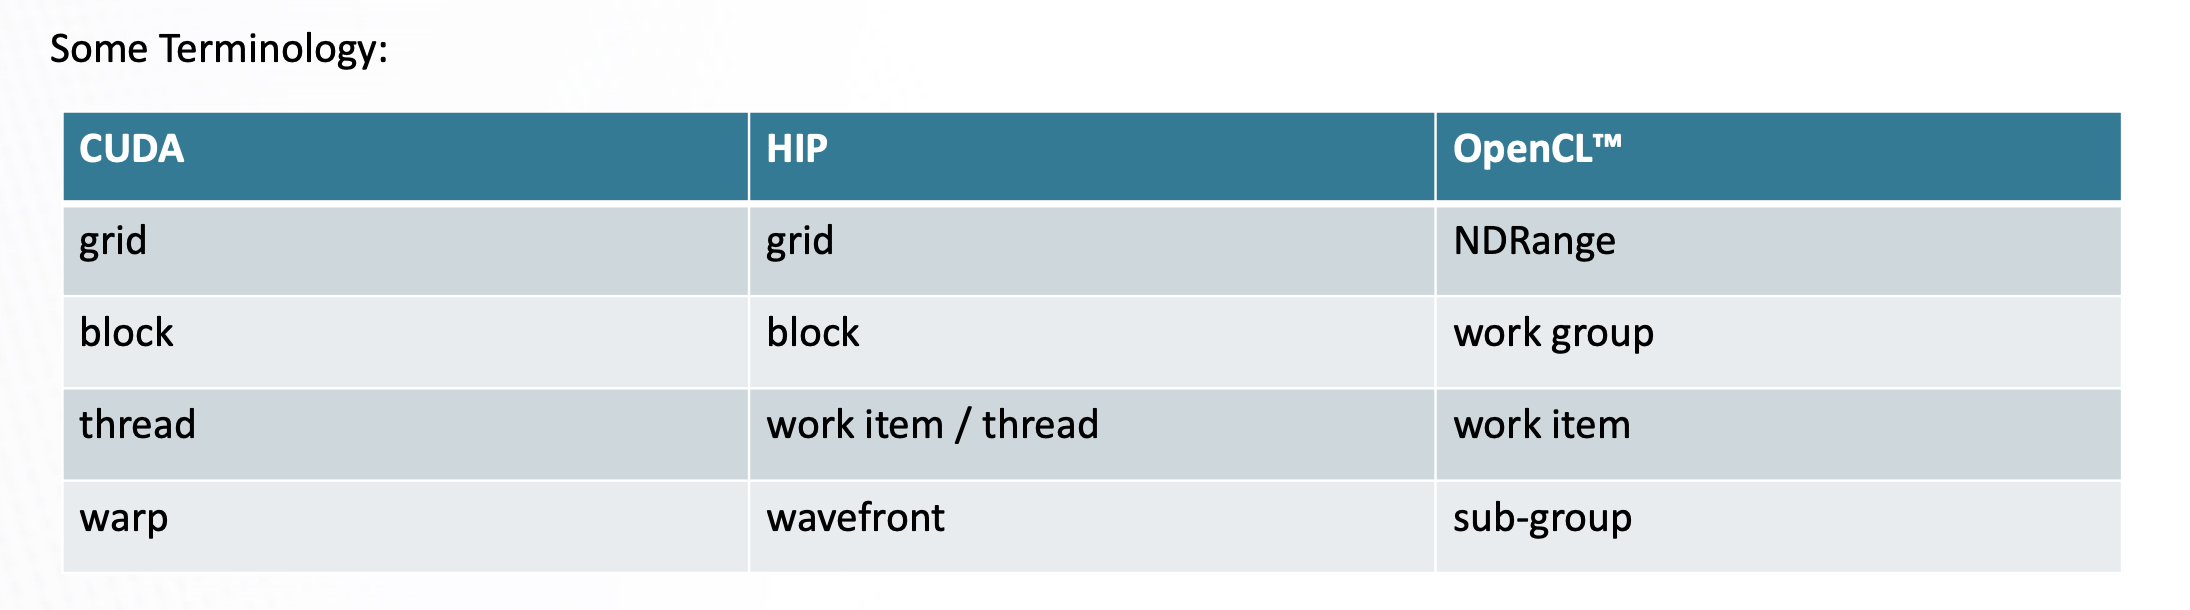 Some Terminology:
CUDA HIP OpenCL™
grid grid NDRange
block block work group
thread work item / thread work item
warp wavefront sub-group